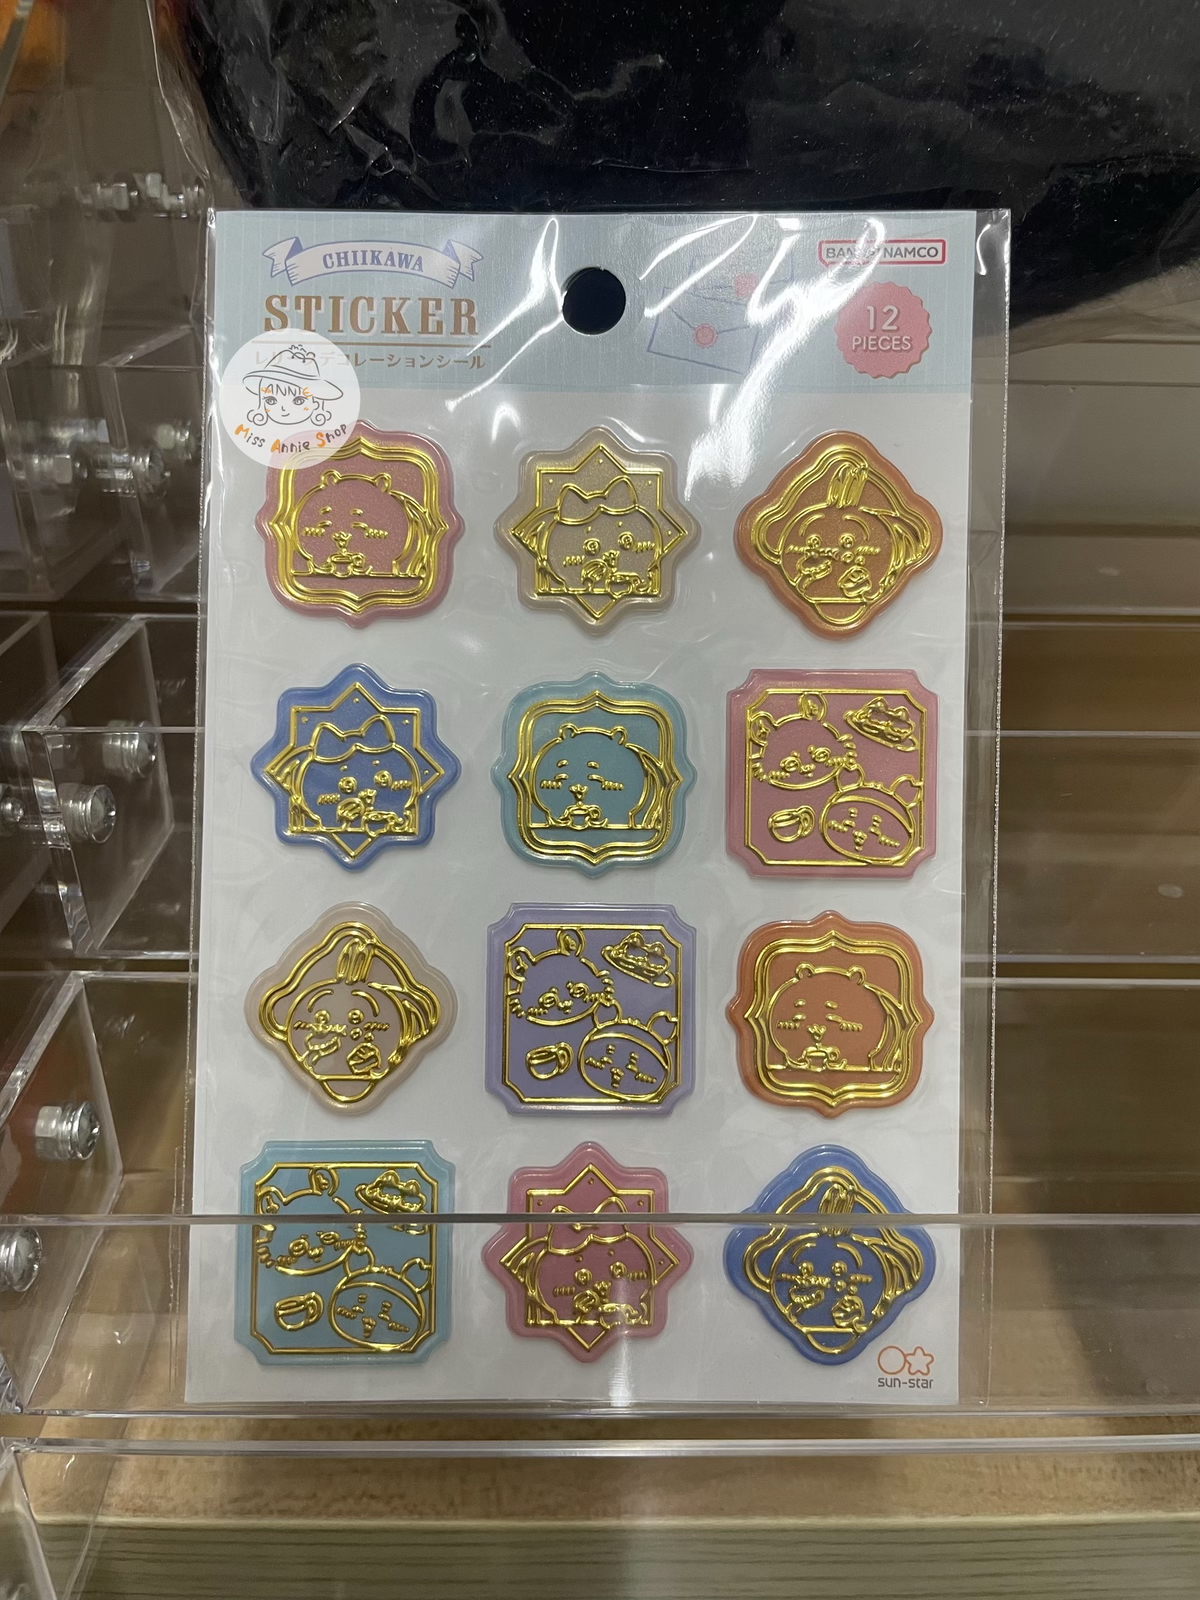 CHIIKAWA
BANDAI NAMCO
STICKER
12
PIECES
デコレーションシール
ANNIE
Miss Annie Shop
sun-star